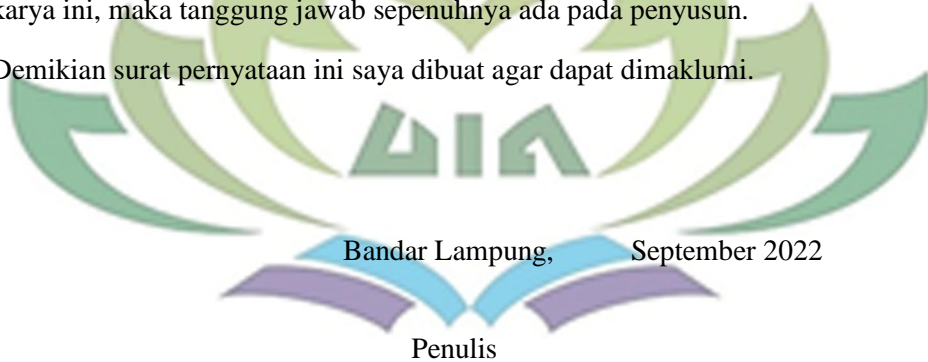 karya ini, maka tanggung jawab sepenuhnya ada pada penyusun.
Demikian surat pernyataan ini saya dibuat agar dapat dimaklumi.
UIN
Bandar Lampung, September 2022
Penulis